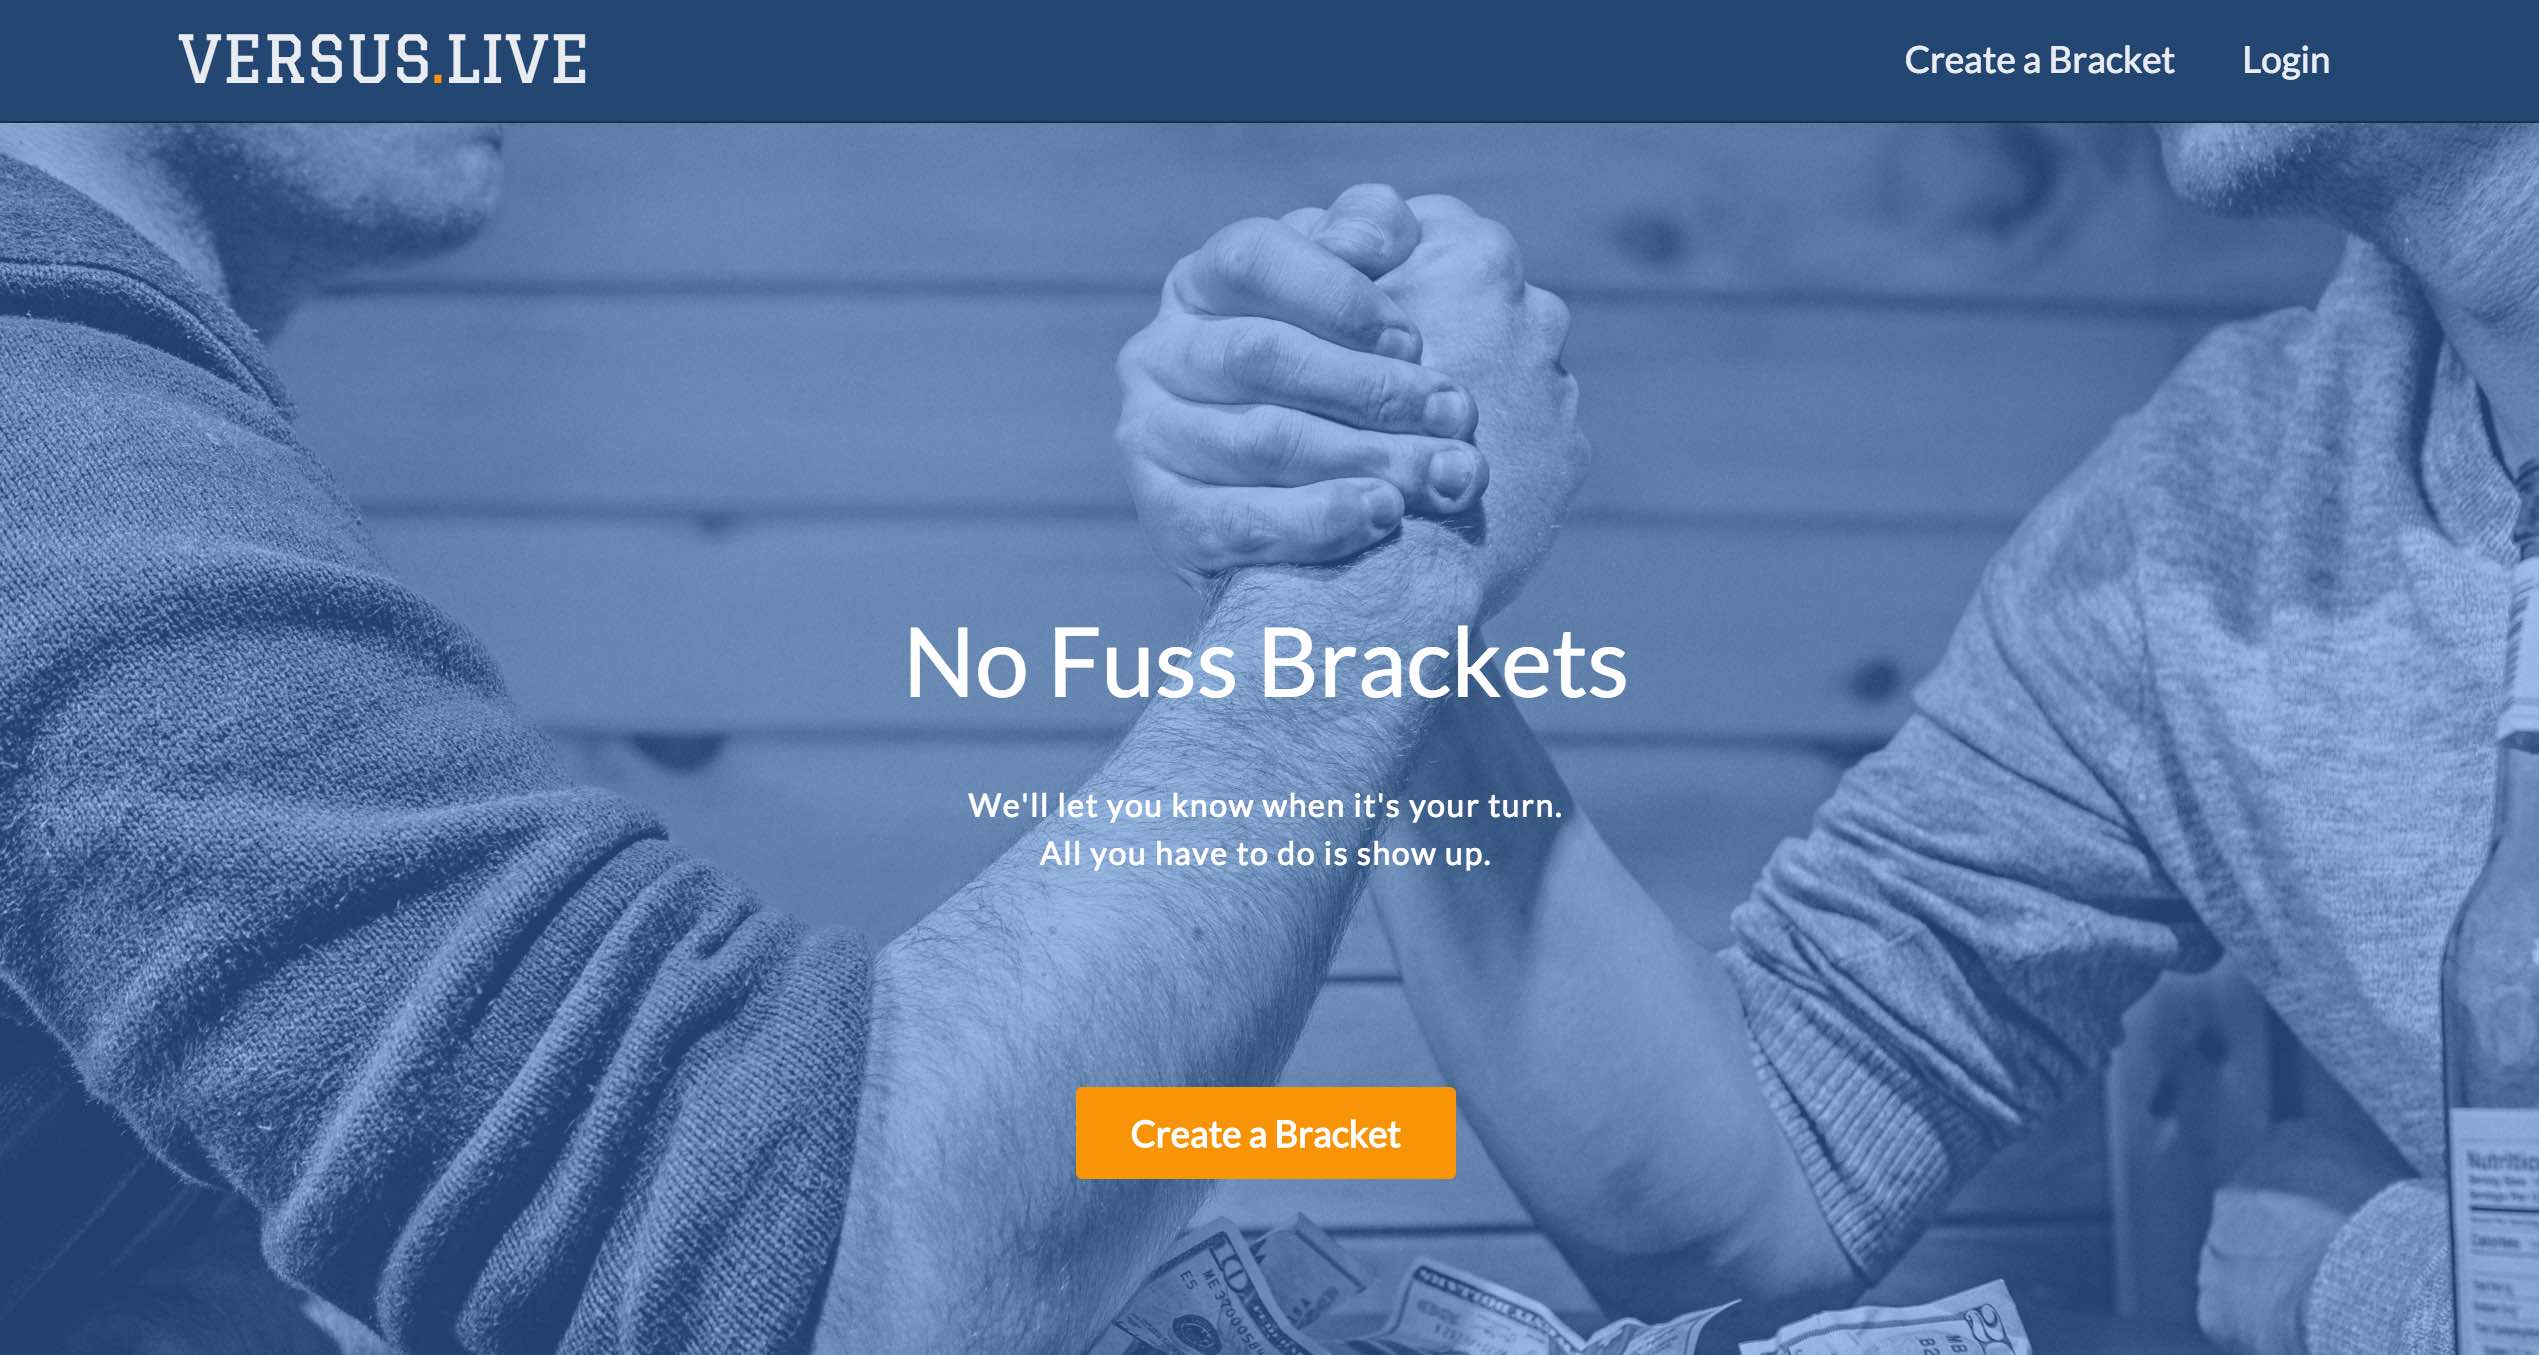 VERSUS.LIVE
Create a Bracket
Login
No Fuss Brackets
We'll let you know when it's your turn.
All you have to do is show up.
Create a Bracket